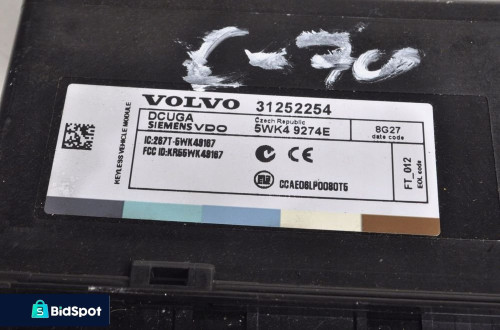 C-70
VOLVO 31252254
KEYLESS VEHICLE MODULE
DCUGA
SIEMENS VDO
Czech Republic
5WK4 9274E
8G27
date code
IC:267T-5WK49187
FCC ID:KR55WK49187
CE
CCAE08LP0080T5
FT_012
EOL code
BidSpot